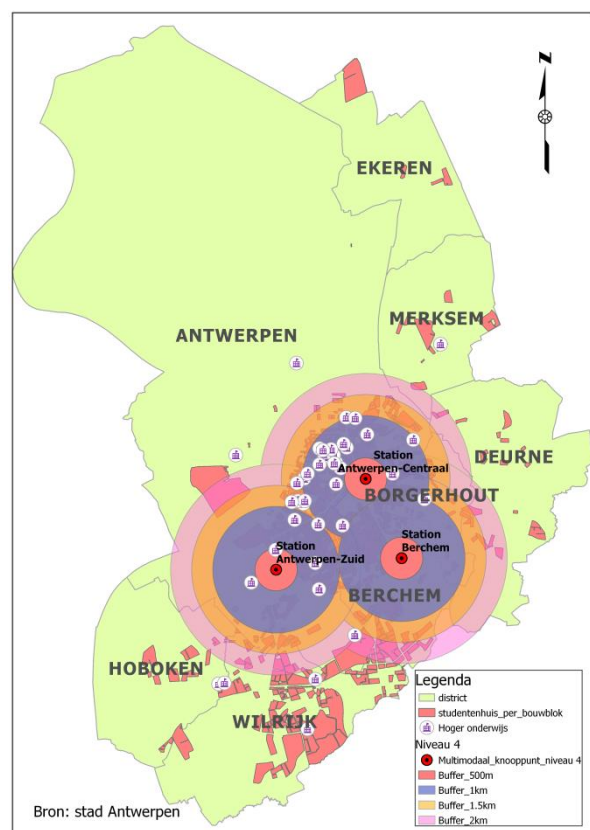 N
EKEREN
MERKSEM
ANTWERPEN
DEURNE
Station
Antwerpen-Centraal
BORGERHOUT
Station
Berchem
Station
Antwerpen-Zuid
BERCHEM
HOBOKEN
WILRIJK
Legenda
district
studentenhuis_per_bouwblok
Hoger onderwijs
Niveau 4
Multimodaal_knooppunt_niveau 4
Buffer_500m
Buffer_1km
Buffer_1.5km
Buffer_2km
Bron: stad Antwerpen